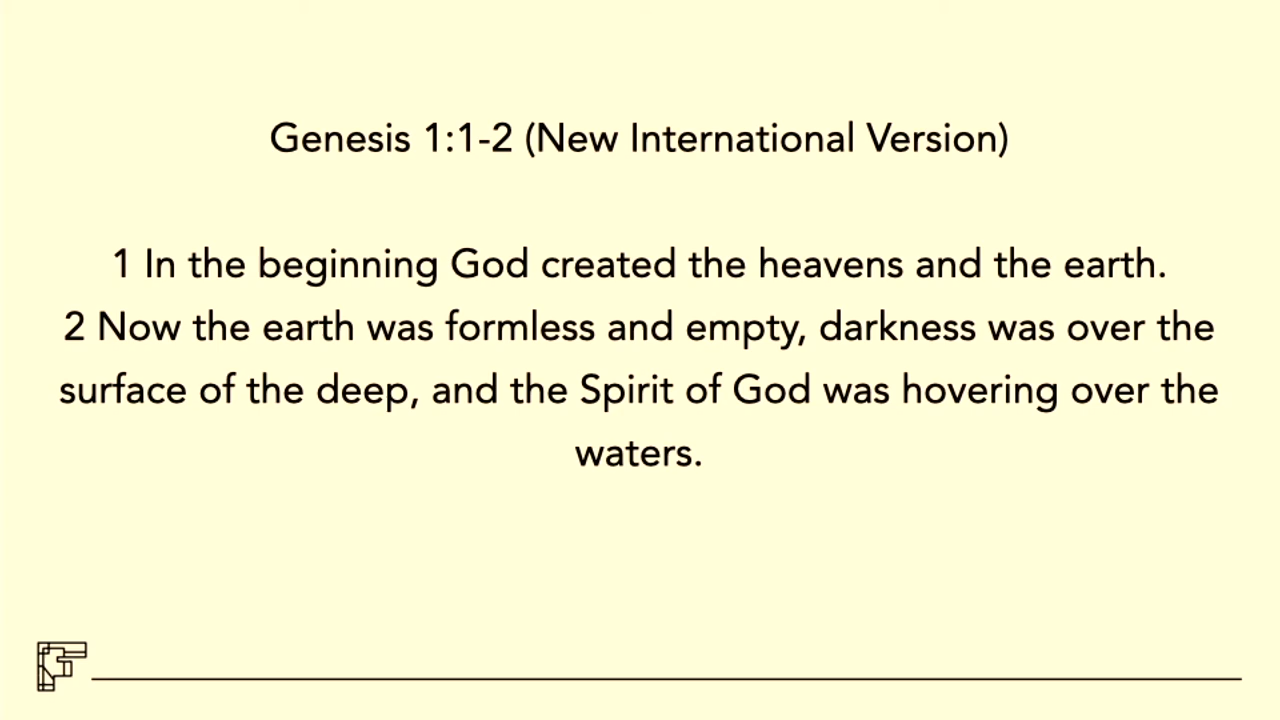 Genesis 1:1-2 (New International Version)
1 In the beginning God created the heavens and the earth.
2 Now the earth was formless and empty, darkness was over the
surface of the deep, and the Spirit of God was hovering over the
waters.